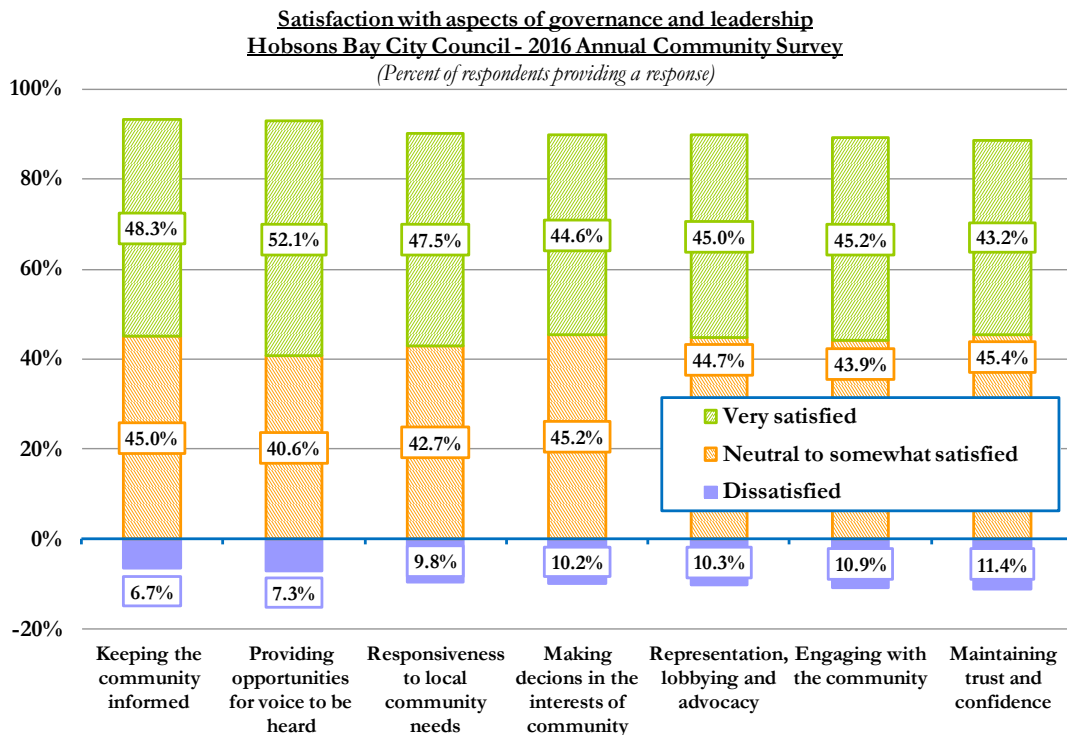 Satisfaction with aspects of governance and leadership
Hobsons Bay City Council - 2016 Annual Community Survey
(Percent of respondents providing a response)
100%
80%
60%
40%
20%
0%
-20%
48.3%
52.1%
47.5%
44.6%
45.0%
45.2%
43.2%
45.0%
40.6%
42.7%
45.2%
44.7%
43.9%
45.4%
Very satisfied
Neutral to somewhat satisfied
Dissatisfied
6.7%
7.3%
9.8%
10.2%
10.3%
10.9%
11.4%
Keeping the
community
informed
Providing
opportunities
for voice to be
heard
Responsiveness
to local
community
needs
Making
decions in the
interests of
community
Representation,
lobbying and
advocacy
Engaging with
the community
Maintaining
trust and
confidence